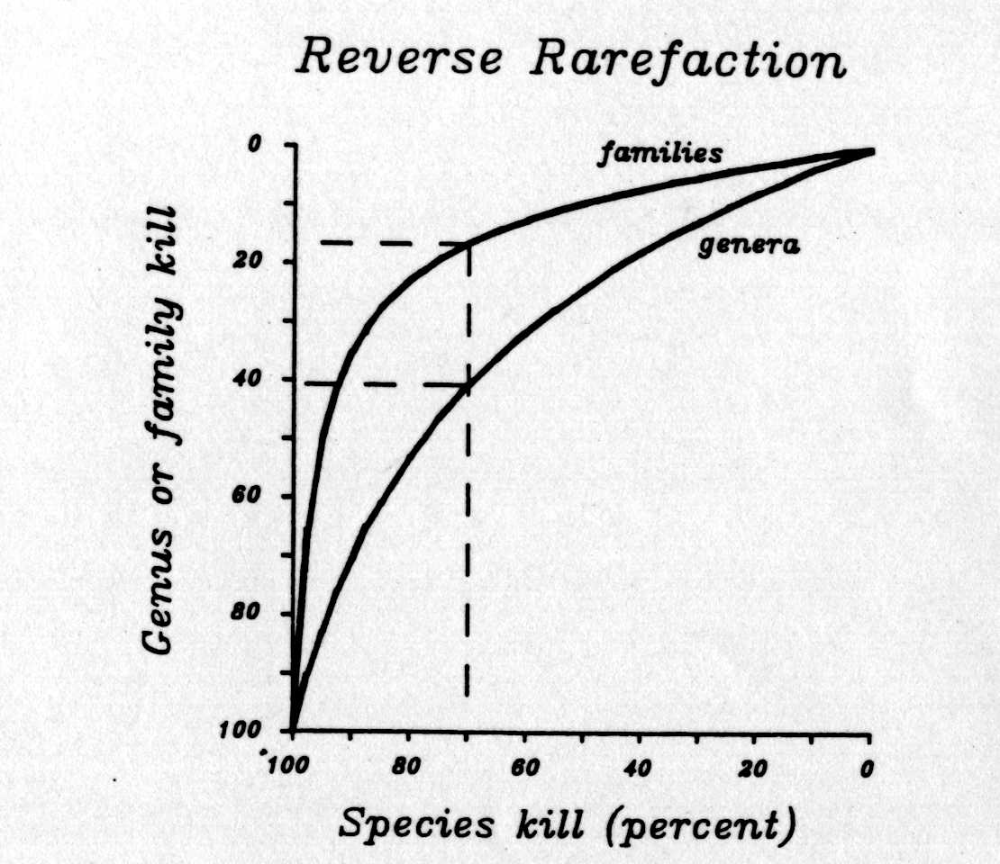 Reverse Rarefaction
families
genera
Genus or family kill
0
20
40
60
80
100
100
80
60
40
20
0
Species kill (percent)